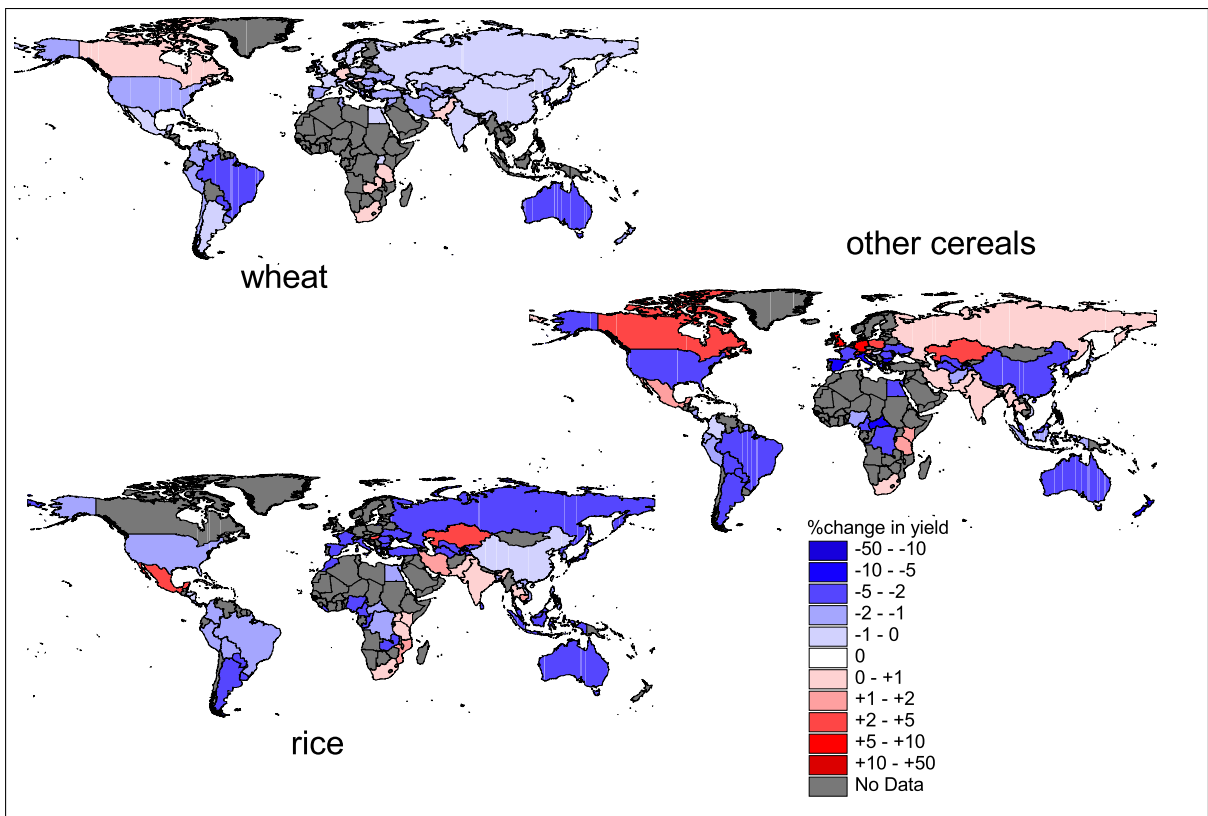 wheat
other cereals
rice
%change in yield
-50 - -10
-10 - -5
-5 - -2
-2 - -1
-1 - 0
0
0 - +1
+1 - +2
+2 - +5
+5 - +10
+10 - +50
No Data